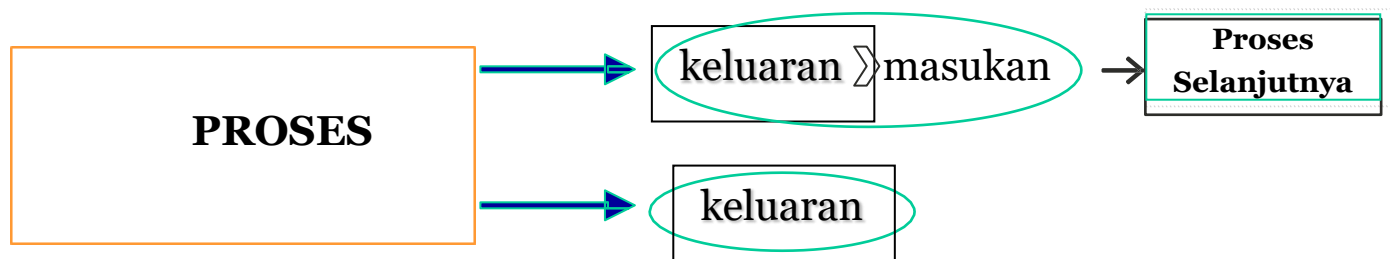 PROSES
keluaran masukan
Proses
Selanjutnya
keluaran